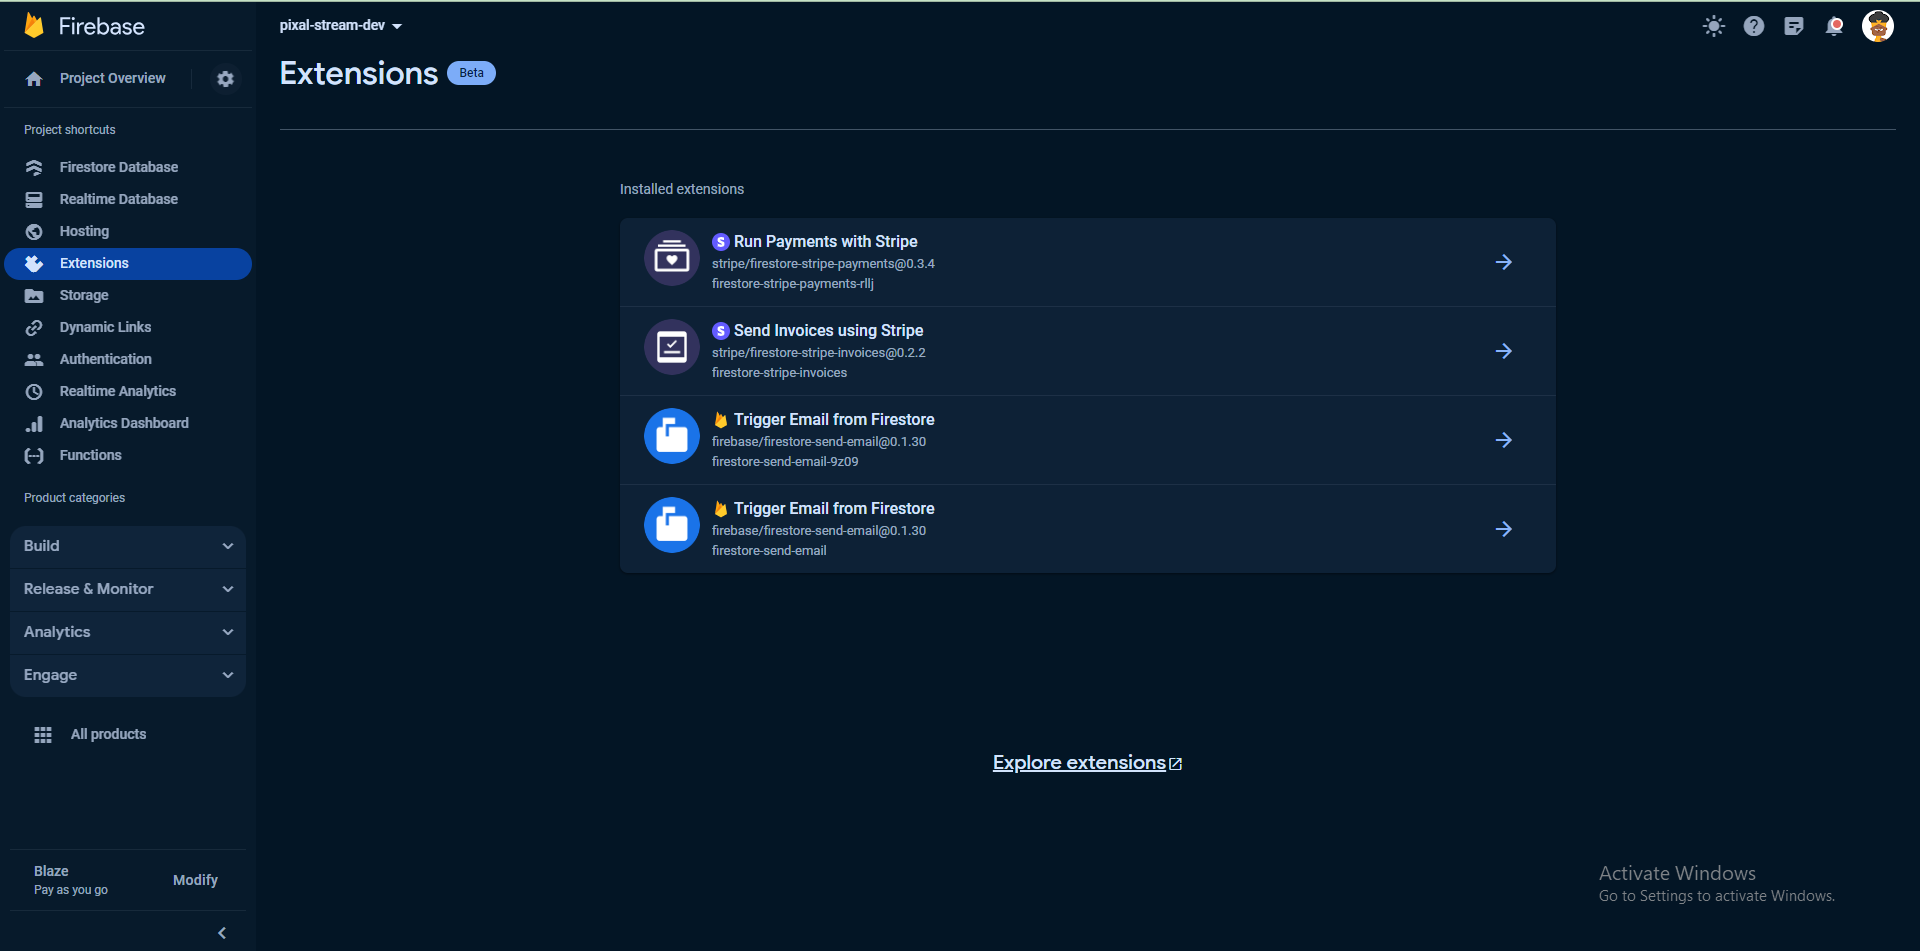 Firebase
Project Overview
Project shortcuts
Firestore Database
Realtime Database
Hosting
Extensions
Storage
Dynamic Links
Authentication
Realtime Analytics
Analytics Dashboard
Functions
Product categories
Build
Release & Monitor
Analytics
Engage
All products
Blaze
Pay as you go
Modify
pixal-stream-dev
Extensions Beta
Installed extensions
S Run Payments with Stripe
stripe/firestore-stripe-payments@0.3.4
firestore-stripe-payments-rllj
S Send Invoices using Stripe
stripe/firestore-stripe-invoices@0.2.2
firestore-stripe-invoices
Trigger Email from Firestore
firebase/firestore-send-email@0.1.30
firestore-send-email-9z09
Trigger Email from Firestore
firebase/firestore-send-email@0.1.30
firestore-send-email
Explore extensions
Activate Windows
Go to Settings to activate Windows.